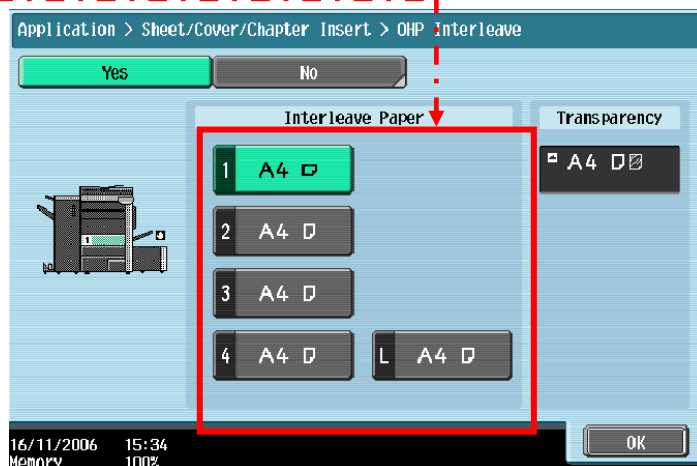 Application > Sheet/Cover/Chapter Insert > OHP Interleave
Yes
No
Interleave Paper
Transparency
1 A4
A4
2 A4
3 A4
4 A4
L A4
1
16/11/2006 15:34
Memory 100%
OK